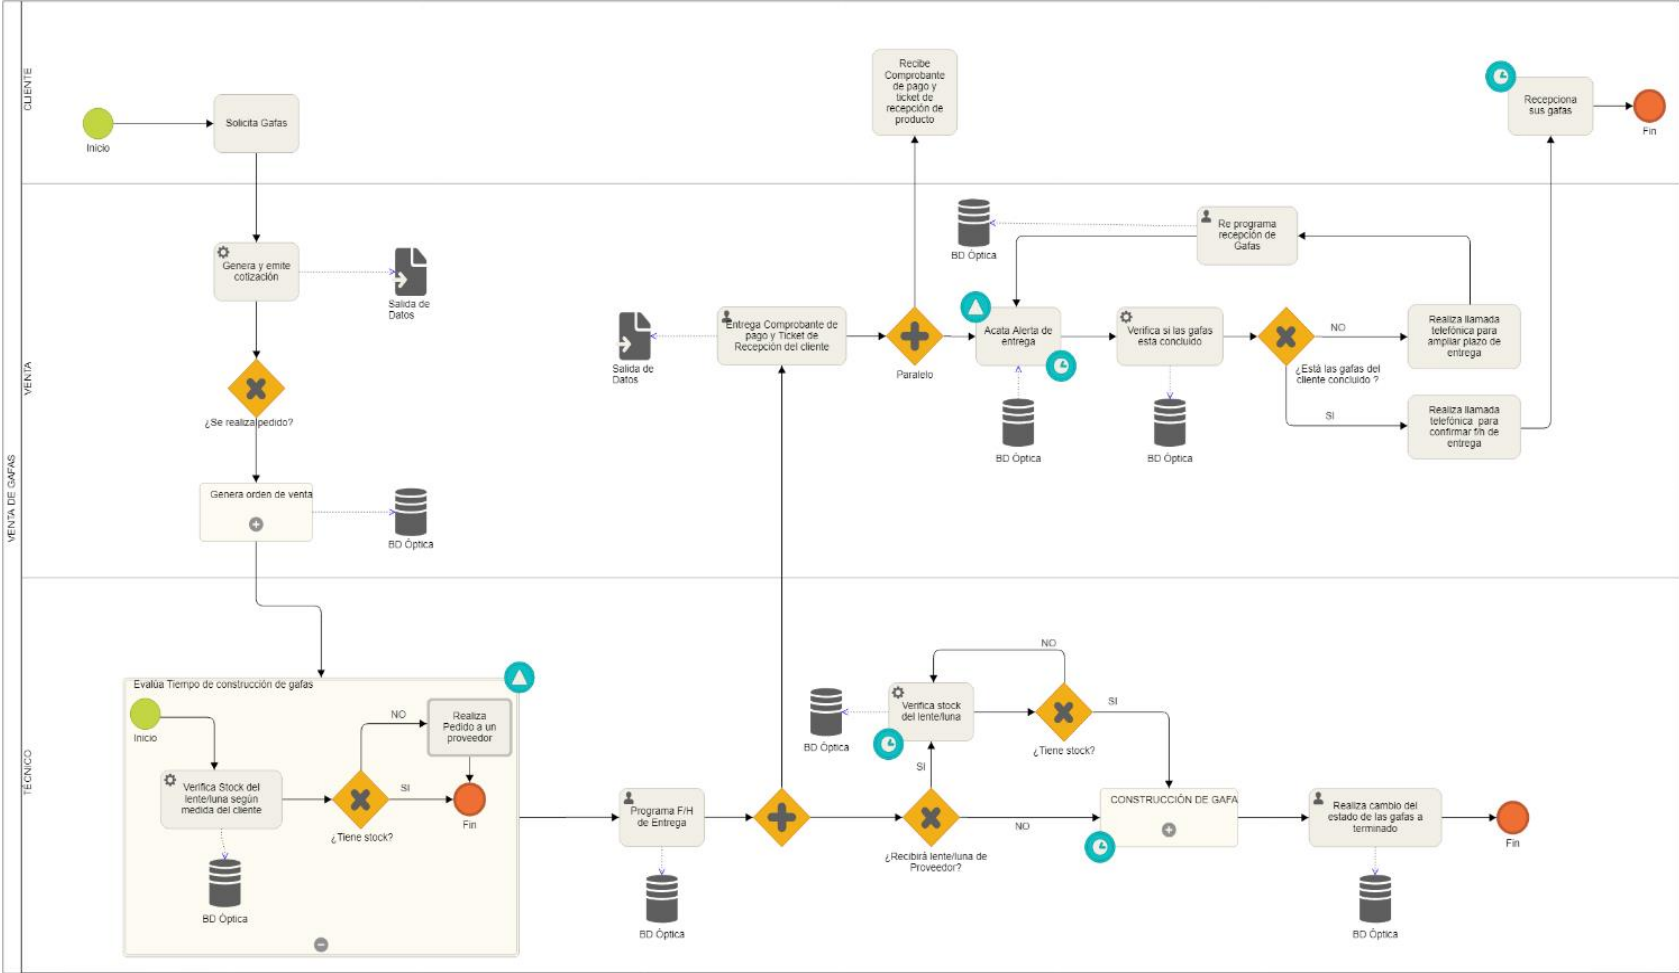 VENTA DE GAFAS
CLIENTE
Inicio
Solicita Gafas
Recibe
Comprobante
de pago y
ticket de
recepción de
producto
Recepciona
sus gafas
Fin
VENTA
Genera y emite
cotización
Salida de
Datos
¿Se realiza pedido?
Genera orden de venta
BD Óptica
Entrega Comprobante de
pago y Ticket de
Recepción del cliente
Salida de
Datos
Paralelo
BD Óptica
Re programa
recepción de
Gafas
Acata Alerta de
entrega
BD Óptica
Verifica si las gafas
esta concluido
BD Óptica
¿Está las gafas del
cliente concluido ?
NO
Realiza llamada
telefónica para
ampliar plazo de
entrega
SI
Realiza llamada
telefónica para
confirmar f/h de
entrega
TÉCNICO
Evalúa Tiempo de construcción de gafas
Inicio
Verifica Stock del
lente/luna según
medida del cliente
BD Óptica
¿Tiene stock?
NO
Realiza
Pedido a un
proveedor
SI
Fin
Programa F/H
de Entrega
BD Óptica
¿Recibirá lente/luna de
Proveedor?
SI
NO
Verifica stock
del lente/luna
BD Óptica
¿Tiene stock?
NO
SI
CONSTRUCCIÓN DE GAFA
Realiza cambio del
estado de las gafas a
terminado
BD Óptica
Fin